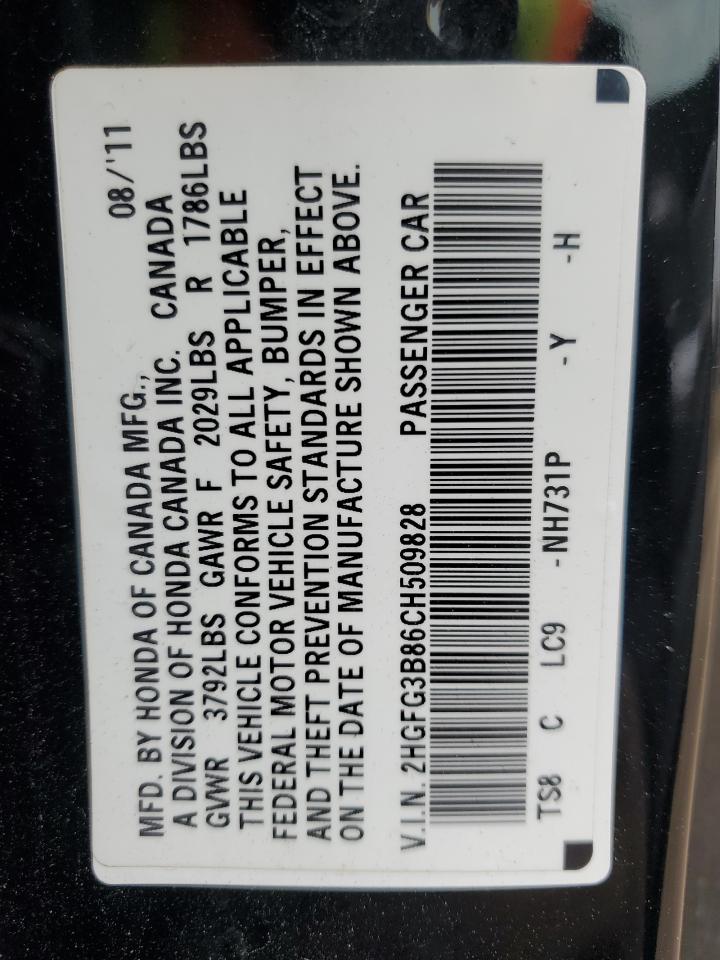 MFD. BY HONDA OF CANADA MFG., 08/'11
A DIVISION OF HONDA CANADA INC. CANADA
GVWR 3792LBS GAWR F 2029LBS R 1786LBS
THIS VEHICLE CONFORMS TO ALL APPLICABLE
FEDERAL MOTOR VEHICLE SAFETY, BUMPER,
AND THEFT PREVENTION STANDARDS IN EFFECT
ON THE DATE OF MANUFACTURE SHOWN ABOVE.
V.I.N. 2HGFG3B86CH509828 PASSENGER CAR
TS8 C LC9 -NH731P -Y -H